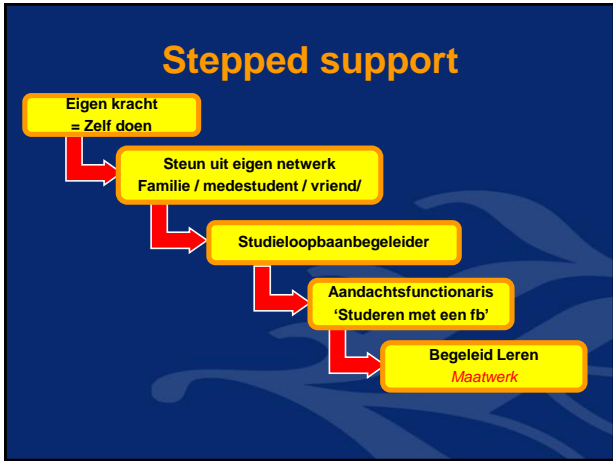 Stepped support
Eigen kracht
= Zelf doen
Steun uit eigen netwerk
Familie / medestudent / vriend/
Studieloopbaanbegeleider
Aandachtsfunctionaris
‘Studeren met een fb’
Begeleid Leren
Maatwerk